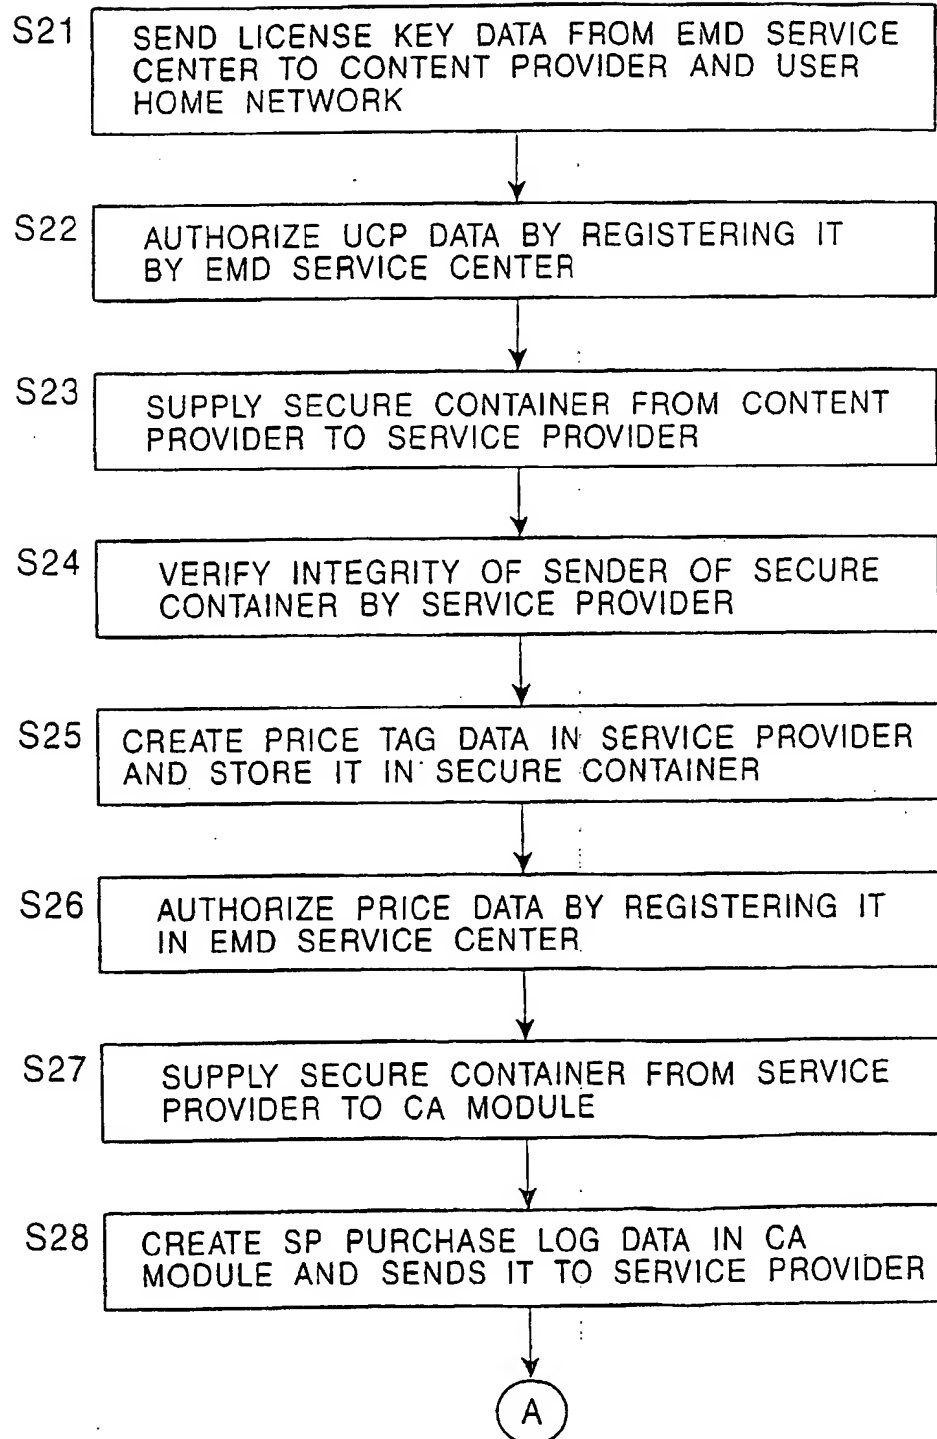 S21
SEND LICENSE KEY DATA FROM EMD SERVICE
CENTER TO CONTENT PROVIDER AND USER
HOME NETWORK
S22
AUTHORIZE UCP DATA BY REGISTERING IT
BY EMD SERVICE CENTER
S23
SUPPLY SECURE CONTAINER FROM CONTENT
PROVIDER TO SERVICE PROVIDER
S24
VERIFY INTEGRITY OF SENDER OF SECURE
CONTAINER BY SERVICE PROVIDER
S25
CREATE PRICE TAG DATA IN SERVICE PROVIDER
AND STORE IT IN SECURE CONTAINER
S26
AUTHORIZE PRICE DATA BY REGISTERING IT
IN EMD SERVICE CENTER
S27
SUPPLY SECURE CONTAINER FROM SERVICE
PROVIDER TO CA MODULE
S28
CREATE SP PURCHASE LOG DATA IN CA
MODULE AND SENDS IT TO SERVICE PROVIDER
A